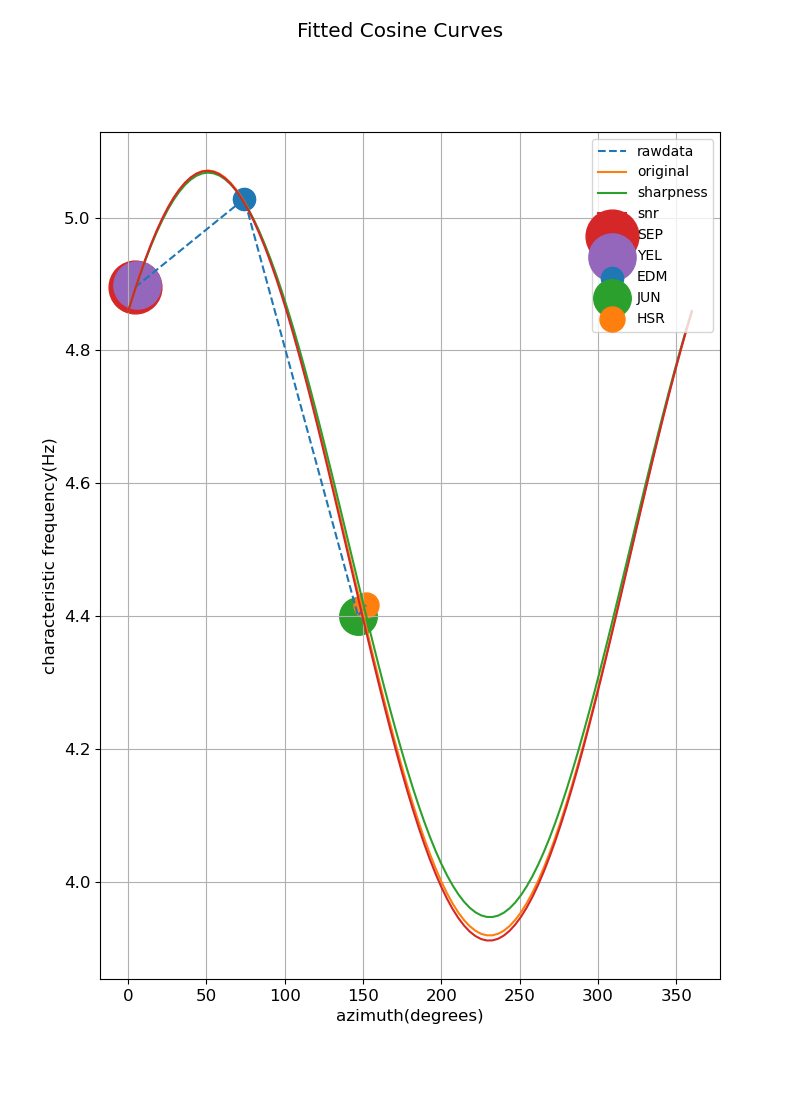 Fitted Cosine Curves
rawdata
original
sharpness
snr
SEP
YEL
EDM
JUN
HSR
characteristic frequency(Hz)
5.0
4.8
4.6
4.4
4.2
4.0
0 50 100 150 200 250 300 350
azimuth(degrees)